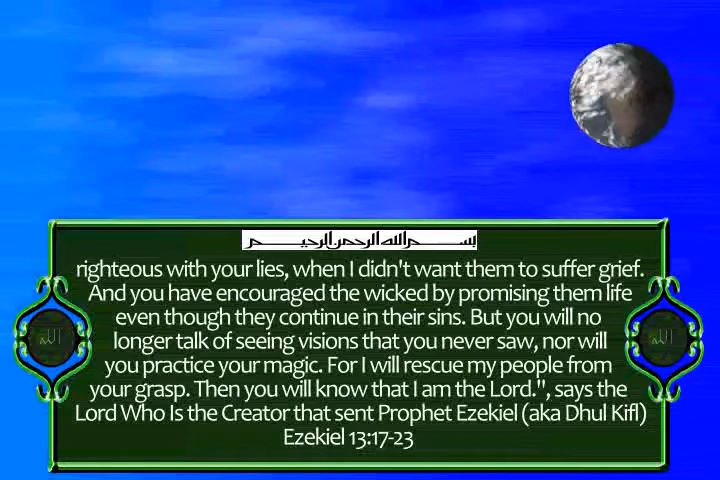 بسم الله الرحمن الرحيم
righteous with your lies, when I didn't want them to suffer grief.
And you have encouraged the wicked by promising them life
even though they continue in their sins. But you will no
longer talk of seeing visions that you never saw, nor will
you practice your magic. For I will rescue my people from
your grasp. Then you will know that I am the Lord.", says the
Lord Who Is the Creator that sent Prophet Ezekiel (aka Dhul Kifl)
Ezekiel 13:17-23
الله
الله